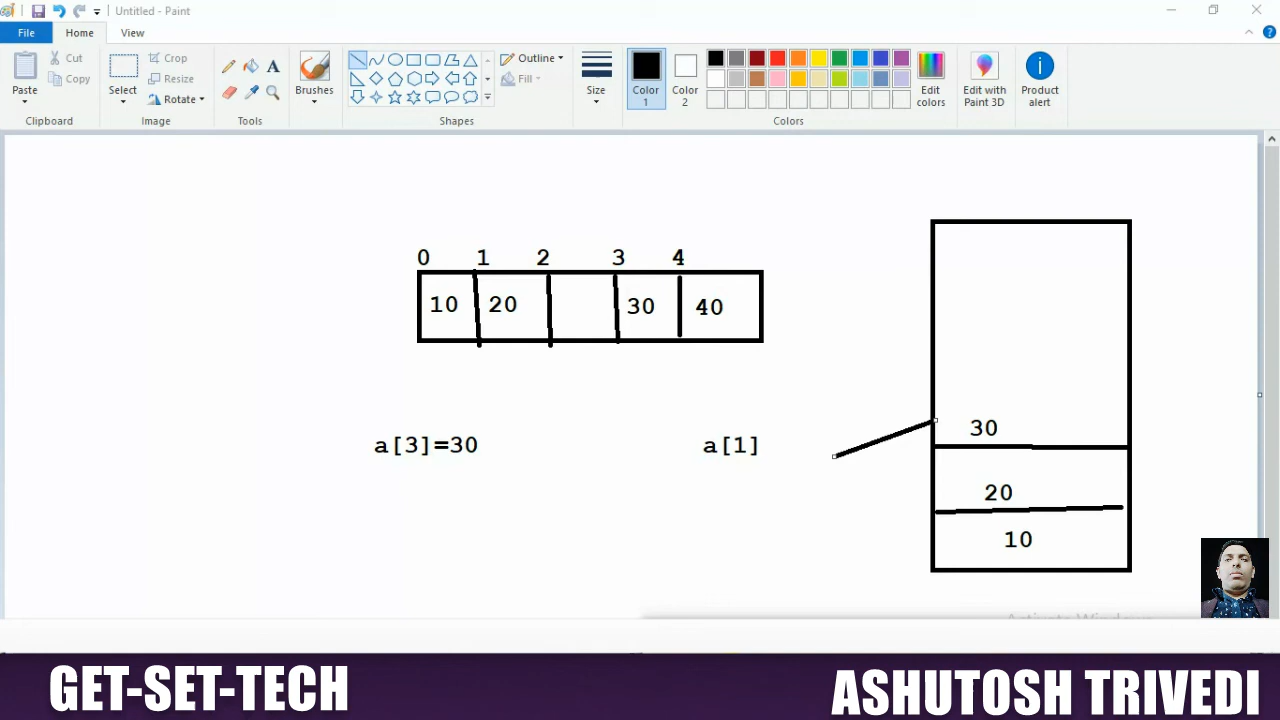 Untitled - Paint
File Home View
Paste
Cut
Copy
Clipboard
Select
Crop
Resize
Rotate
Image
A
Tools
Brushes
Outline
Fill
Shapes
Size
Color 1
Color 2
Edit colors
Colors
Edit with Paint 3D
Product alert
0 1 2 3 4
10 20 30 40
a[3]=30
a[1]
30
20
10
Activate Windows
GET-SET-TECH
ASHUTOSH TRIVEDI